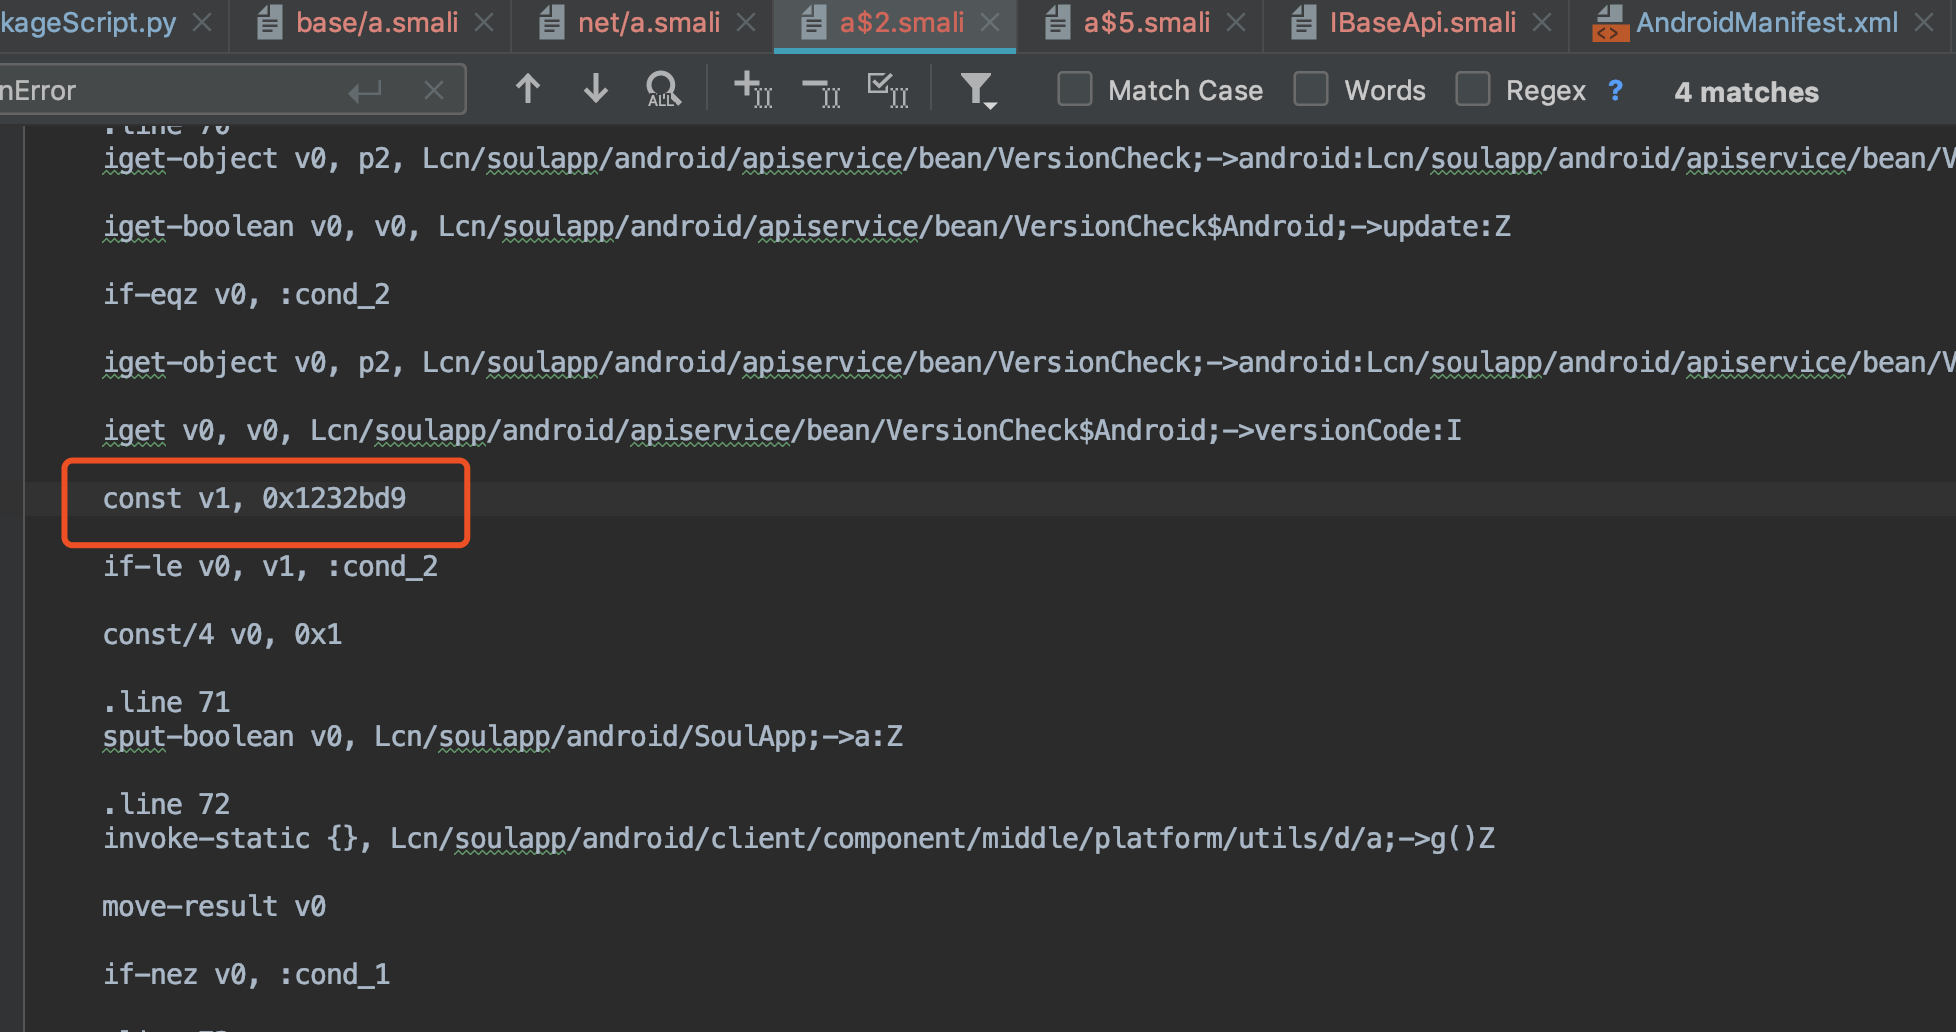 kageScript.py
base/a.smali
net/a.smali
a$2.smali
a$5.smali
IBaseApi.smali
AndroidManifest.xml
nError
Match Case
Words
Regex
?
4 matches
.line 70
iget-object v0, p2, Lcn/soulapp/android/apiservice/bean/VersionCheck;->android:Lcn/soulapp/android/apiservice/bean/V
iget-boolean v0, v0, Lcn/soulapp/android/apiservice/bean/VersionCheck$Android;->update:Z
if-eqz v0, :cond_2
iget-object v0, p2, Lcn/soulapp/android/apiservice/bean/VersionCheck;->android:Lcn/soulapp/android/apiservice/bean/V
iget v0, v0, Lcn/soulapp/android/apiservice/bean/VersionCheck$Android;->versionCode:I
const v1, 0x1232bd9
if-le v0, v1, :cond_2
const/4 v0, 0x1
.line 71
sput-boolean v0, Lcn/soulapp/android/SoulApp;->a:Z
.line 72
invoke-static {}, Lcn/soulapp/android/client/component/middle/platform/utils/d/a;->g()Z
move-result v0
if-nez v0, :cond_1